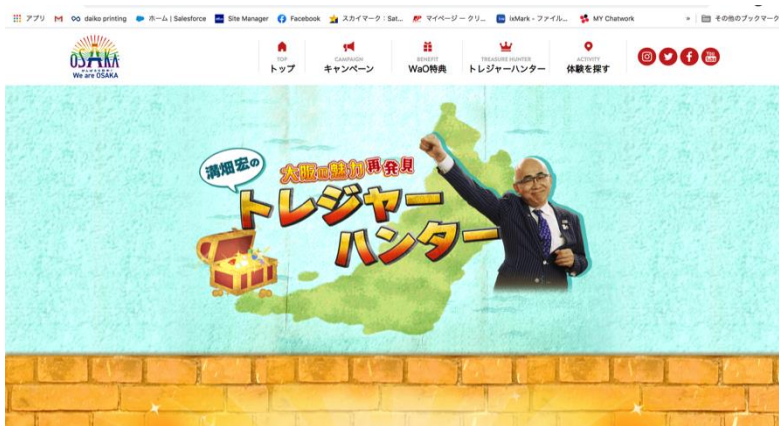 アプリ
daiko printing
ホーム | Salesforce
Site Manager
Facebook
スカイマーク : Sat...
マイページ – クリ...
ixMark - ファイル...
MY Chatwork
»
その他のブックマーク
OSAKA
We are OSAKA
TOP
トップ
CAMPAIGN
キャンペーン
BENEFIT
WaO特典
TREASURE HUNTER
トレジャーハンター
ACTIVITY
体験を探す
溝畑宏の
大阪の魅力再発見
トレジャー
ハンター